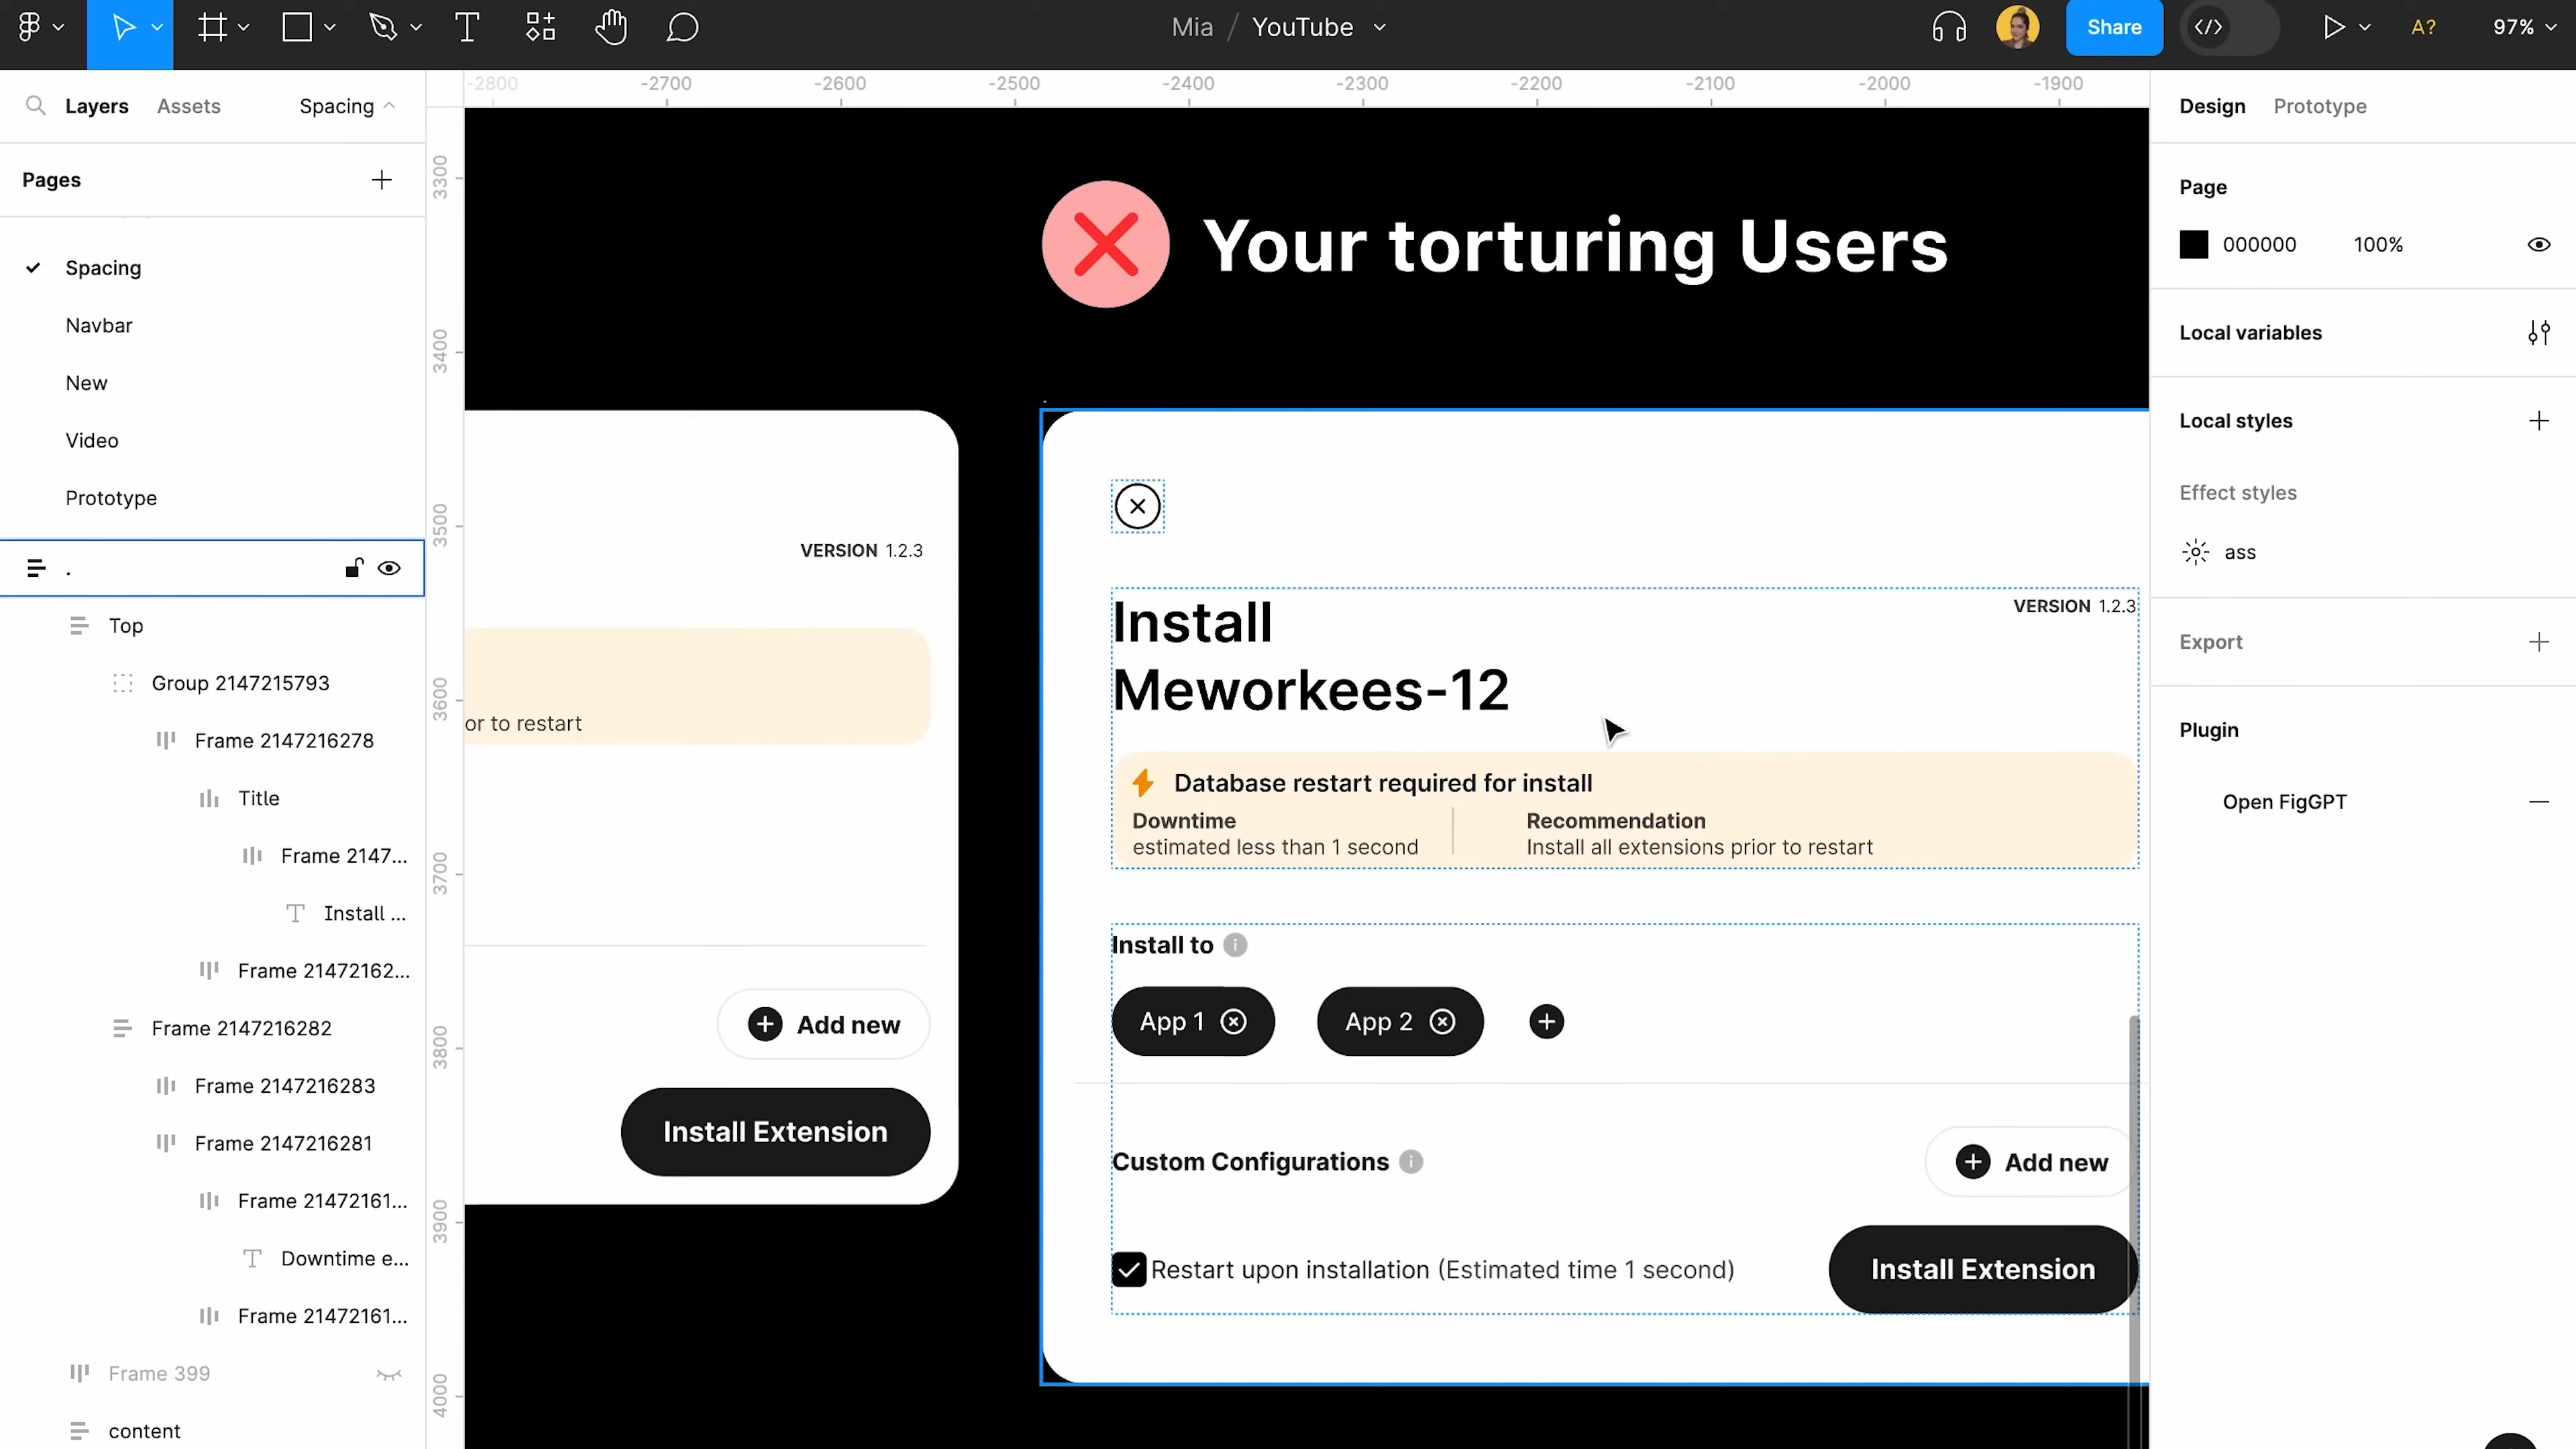 Mia / YouTube
Share
A?
97%
Layers
Assets
Spacing
Pages
Spacing
Navbar
New
Video
Prototype
.
Top
Group 2147215793
Frame 2147216278
Title
Frame 2147...
Install ...
Frame 21472162...
Frame 2147216282
Frame 2147216283
Frame 2147216281
Frame 21472161...
Downtime e...
Frame 21472161...
Frame 399
content
-2800
-2700
-2600
-2500
-2400
-2300
-2200
-2100
-2000
-1900
3300
3400
3500
3600
3700
3800
3900
4000
Your torturing Users
VERSION 1.2.3
or to restart
Add new
Install Extension
Install
Meworkees-12
VERSION 1.2.3
Database restart required for install
Downtime
estimated less than 1 second
Recommendation
Install all extensions prior to restart
Install to
App 1
App 2
Custom Configurations
Add new
Restart upon installation (Estimated time 1 second)
Install Extension
Design
Prototype
Page
000000
100%
Local variables
Local styles
Effect styles
ass
Export
Plugin
Open FigGPT